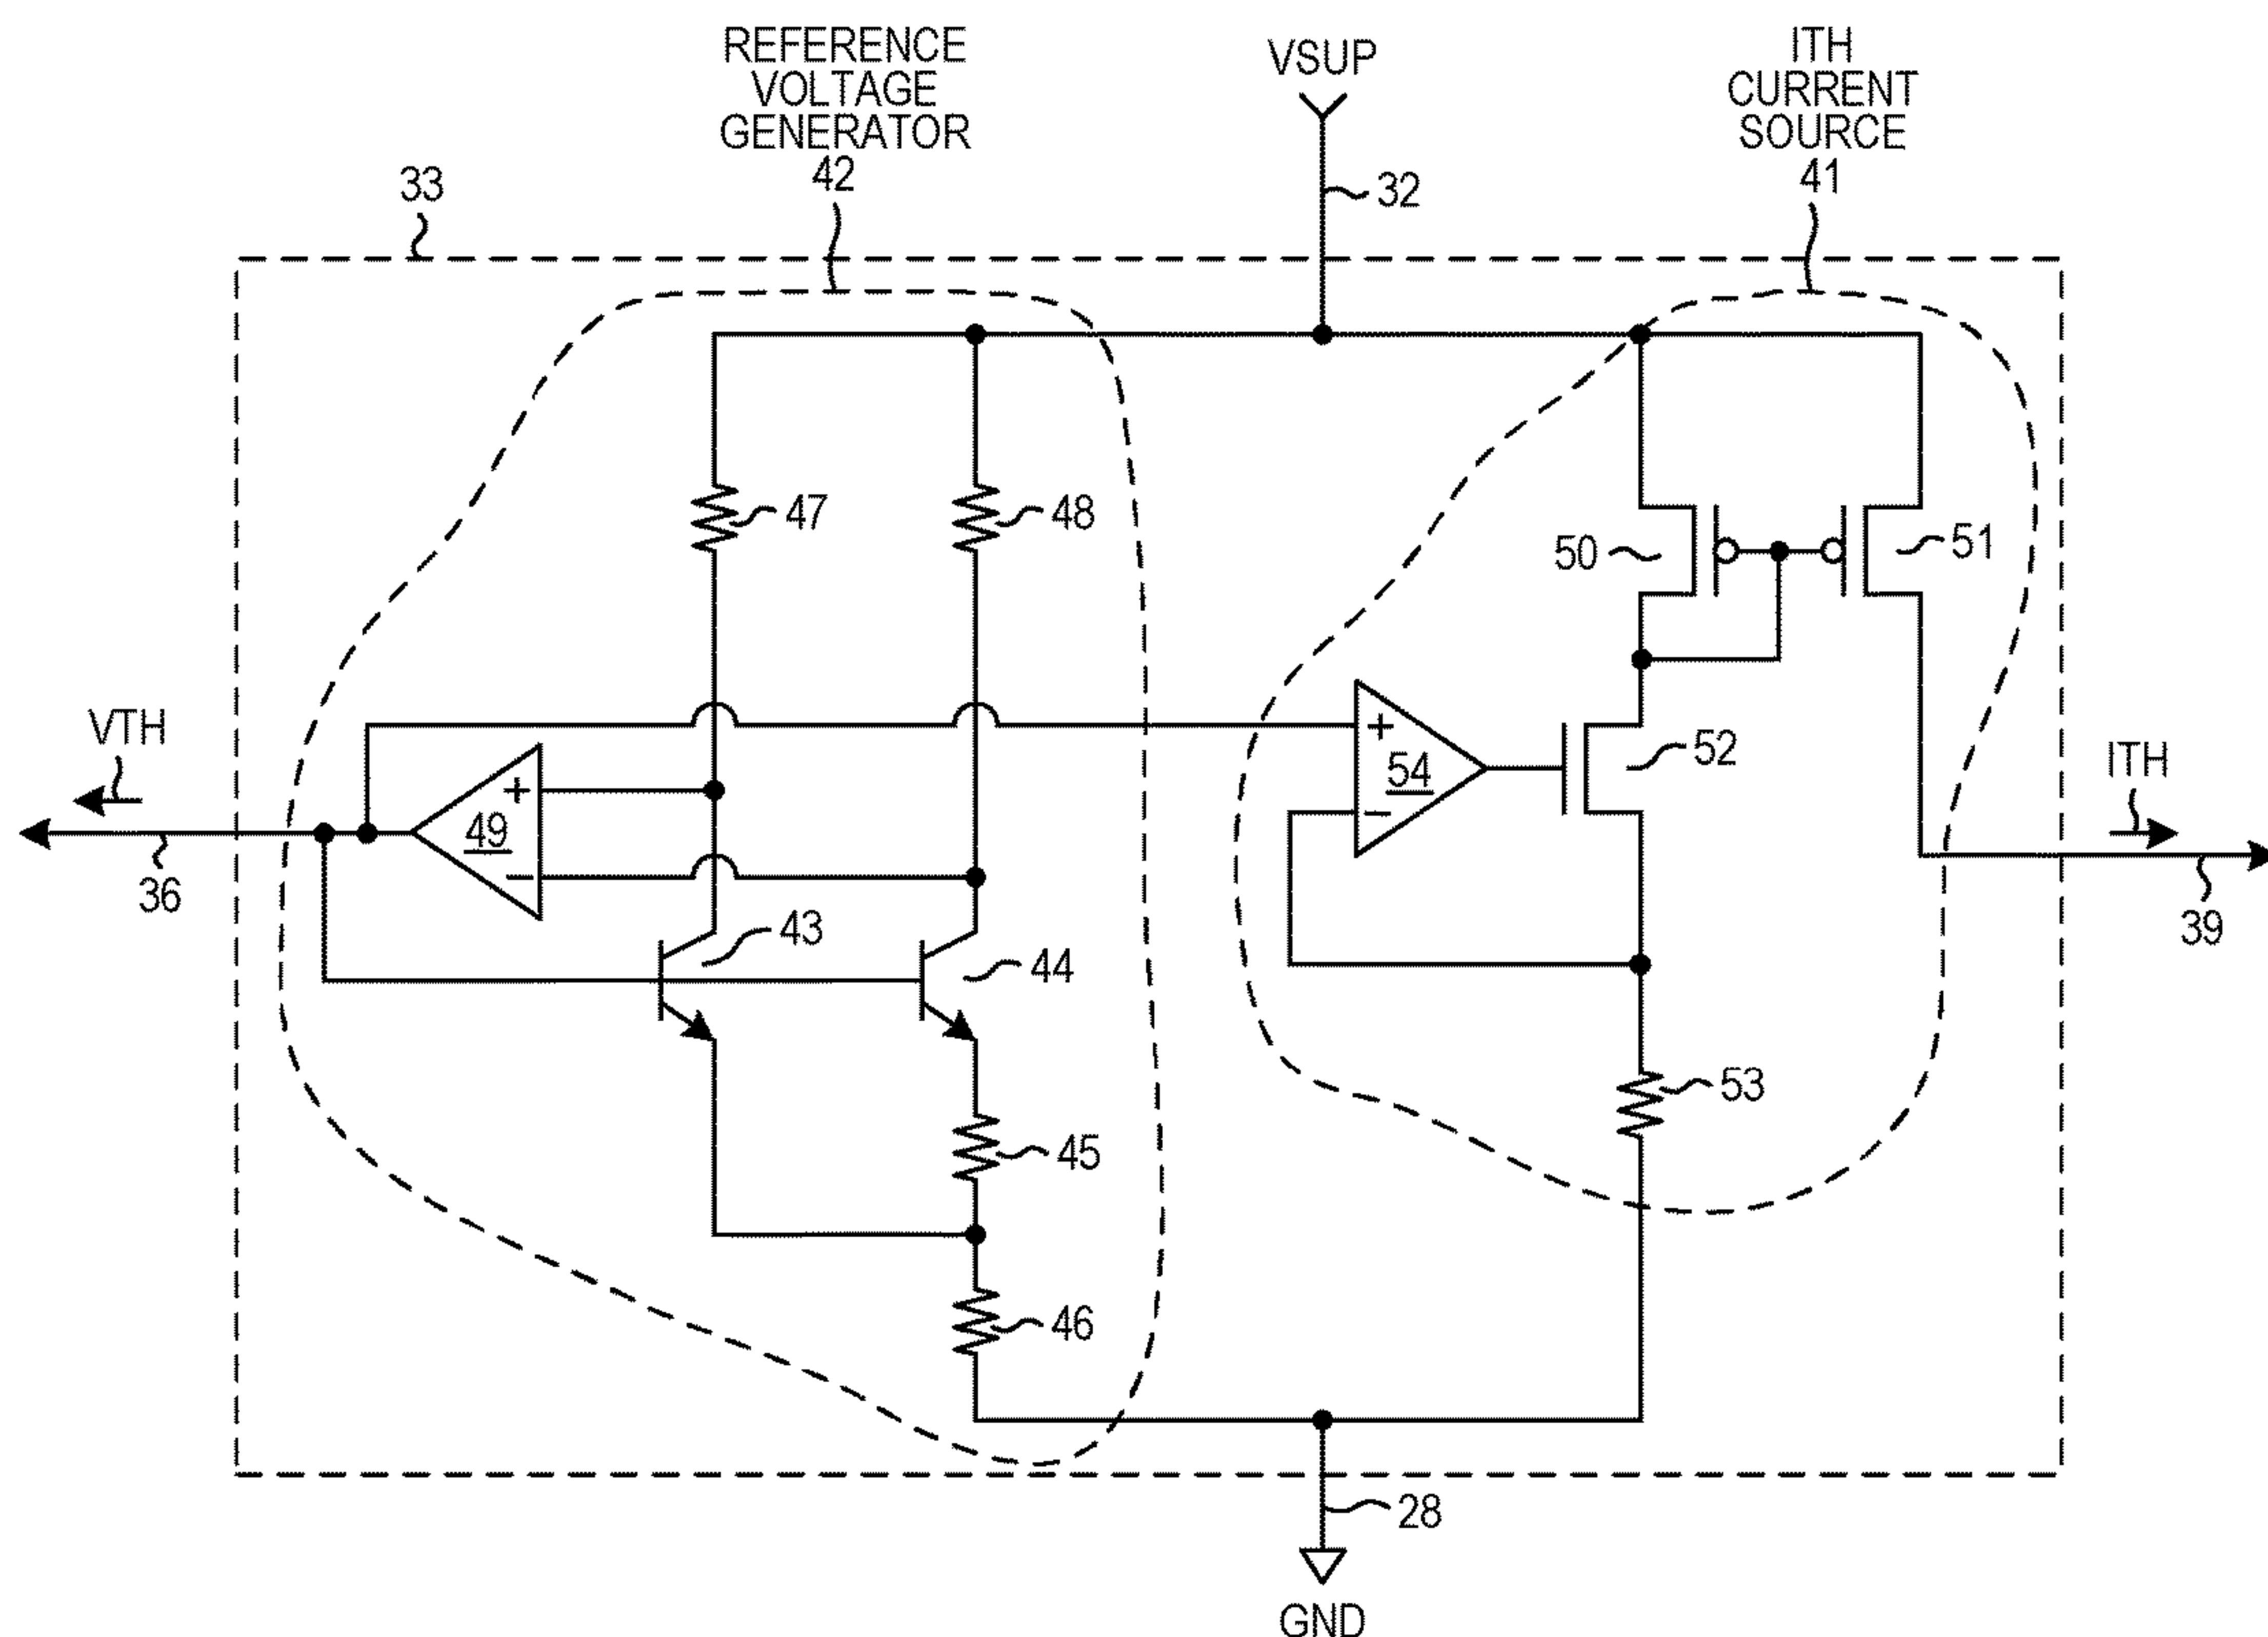 REFERENCE
VOLTAGE
GENERATOR
42
VSUP
ITH
CURRENT
SOURCE
41
33
32
47
48
50
51
VTH
+
49
−
36
+
54
−
52
ITH
39
43
44
53
45
46
28
GND